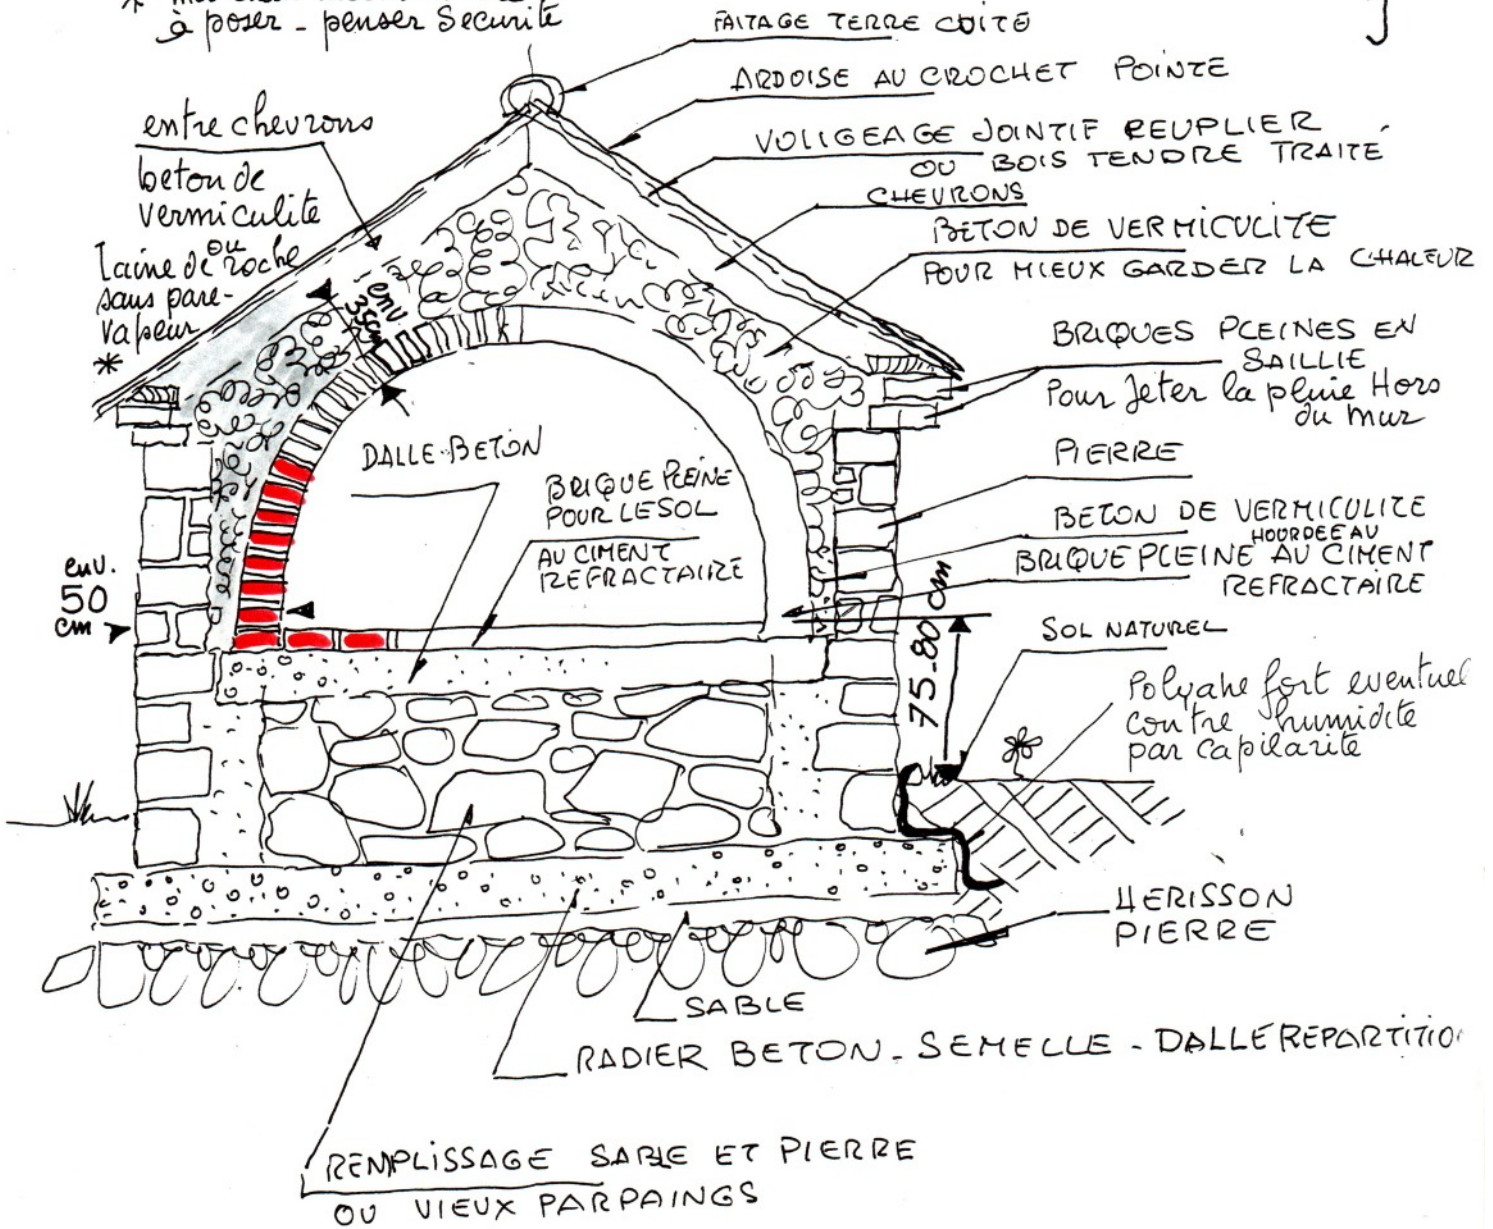 à poser - penser Sécurité
FAITAGE TERRE CUITE
ARDOISE AU CROCHET POINTE
VOLIGEAGE JOINTIF PEUPLIER
OU BOIS TENDRE TRAITÉ
CHEVRONS
BÉTON DE VERMICULITE
POUR MIEUX GARDER LA CHALEUR
entre chevrons
beton de
vermiculite
ou
laine de roche
sans pare-
vapeur
*
env
35cm
BRIQUES PLEINES EN
SAILLIE
Pour Jeter la pluie Hors
du mur
DALLE BETON
BRIQUE PLEINE
POUR LE SOL
AU CIMENT
REFRACTAIRE
PIERRE
BETON DE VERMICULITE
HOURDEE AU
BRIQUE PLEINE AU CIMENT
REFRACTAIRE
env.
50
cm
75-80 cm
SOL NATUREL
Polyane fort eventuel
contre humidite
par capilarite
HERISSON
PIERRE
SABLE
RADIER BETON - SEMELLE - DALLE REPARTITIO
REMPLISSAGE SABLE ET PIERRE
OU VIEUX PARPAINGS